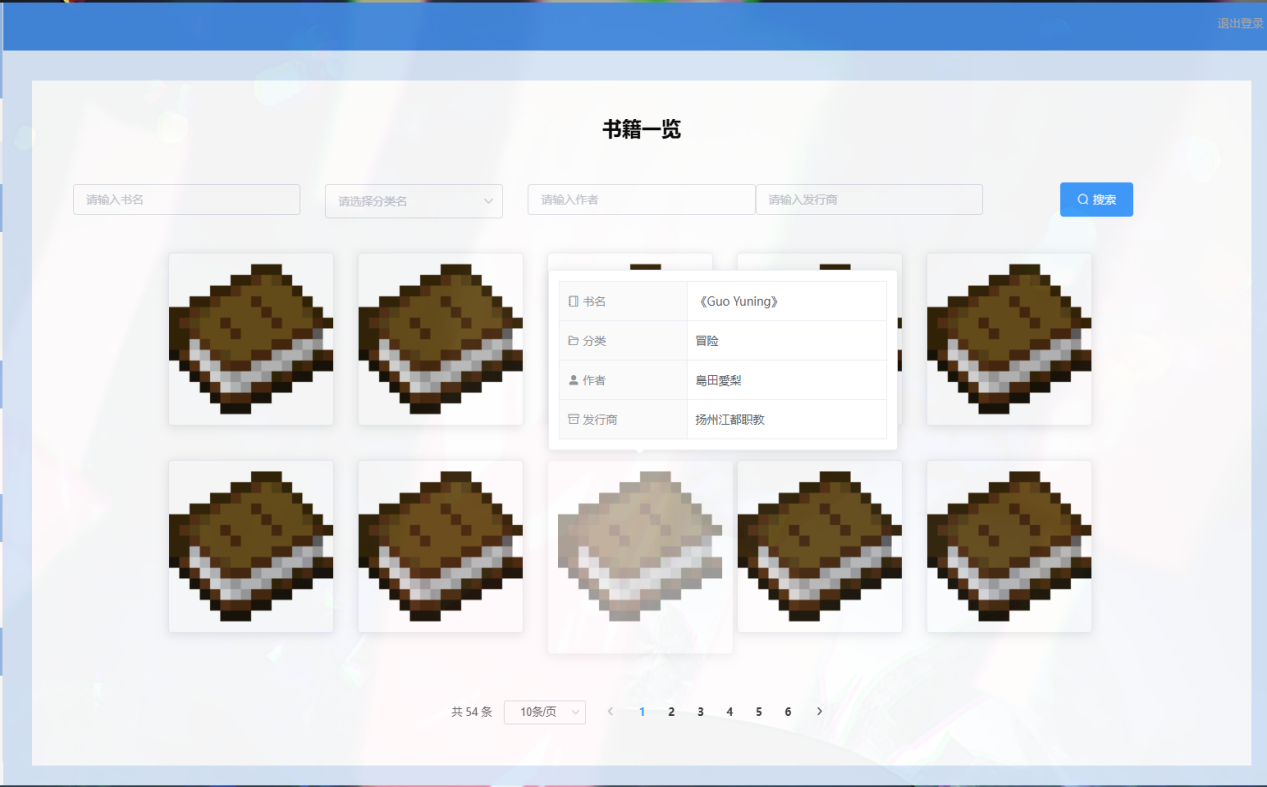 退出登录
书籍一览
请输入书名 请选择分类名 请输入作者 请输入发行商 搜索
书名 《Guo Yuning》
分类 冒险
作者 島田愛梨
发行商 扬州江都职教
共 54 条 10条/页 1 2 3 4 5 6